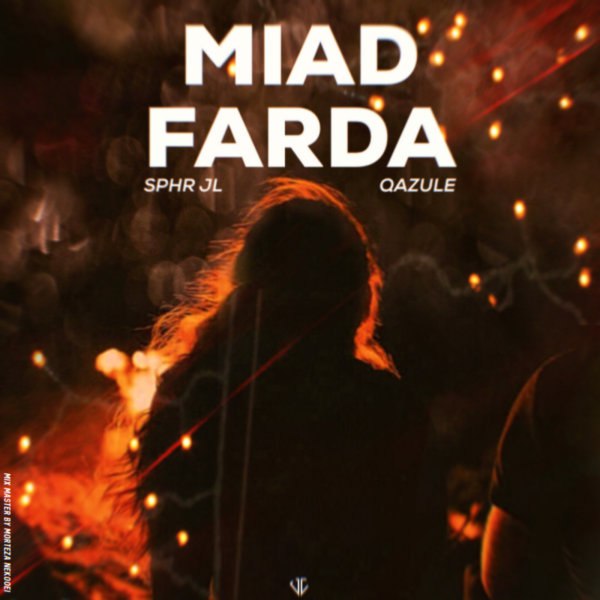 MIAD
FARDA
SPHR JL
QAZULE
MIX MASTER BY MORTEZA NEKOOEI